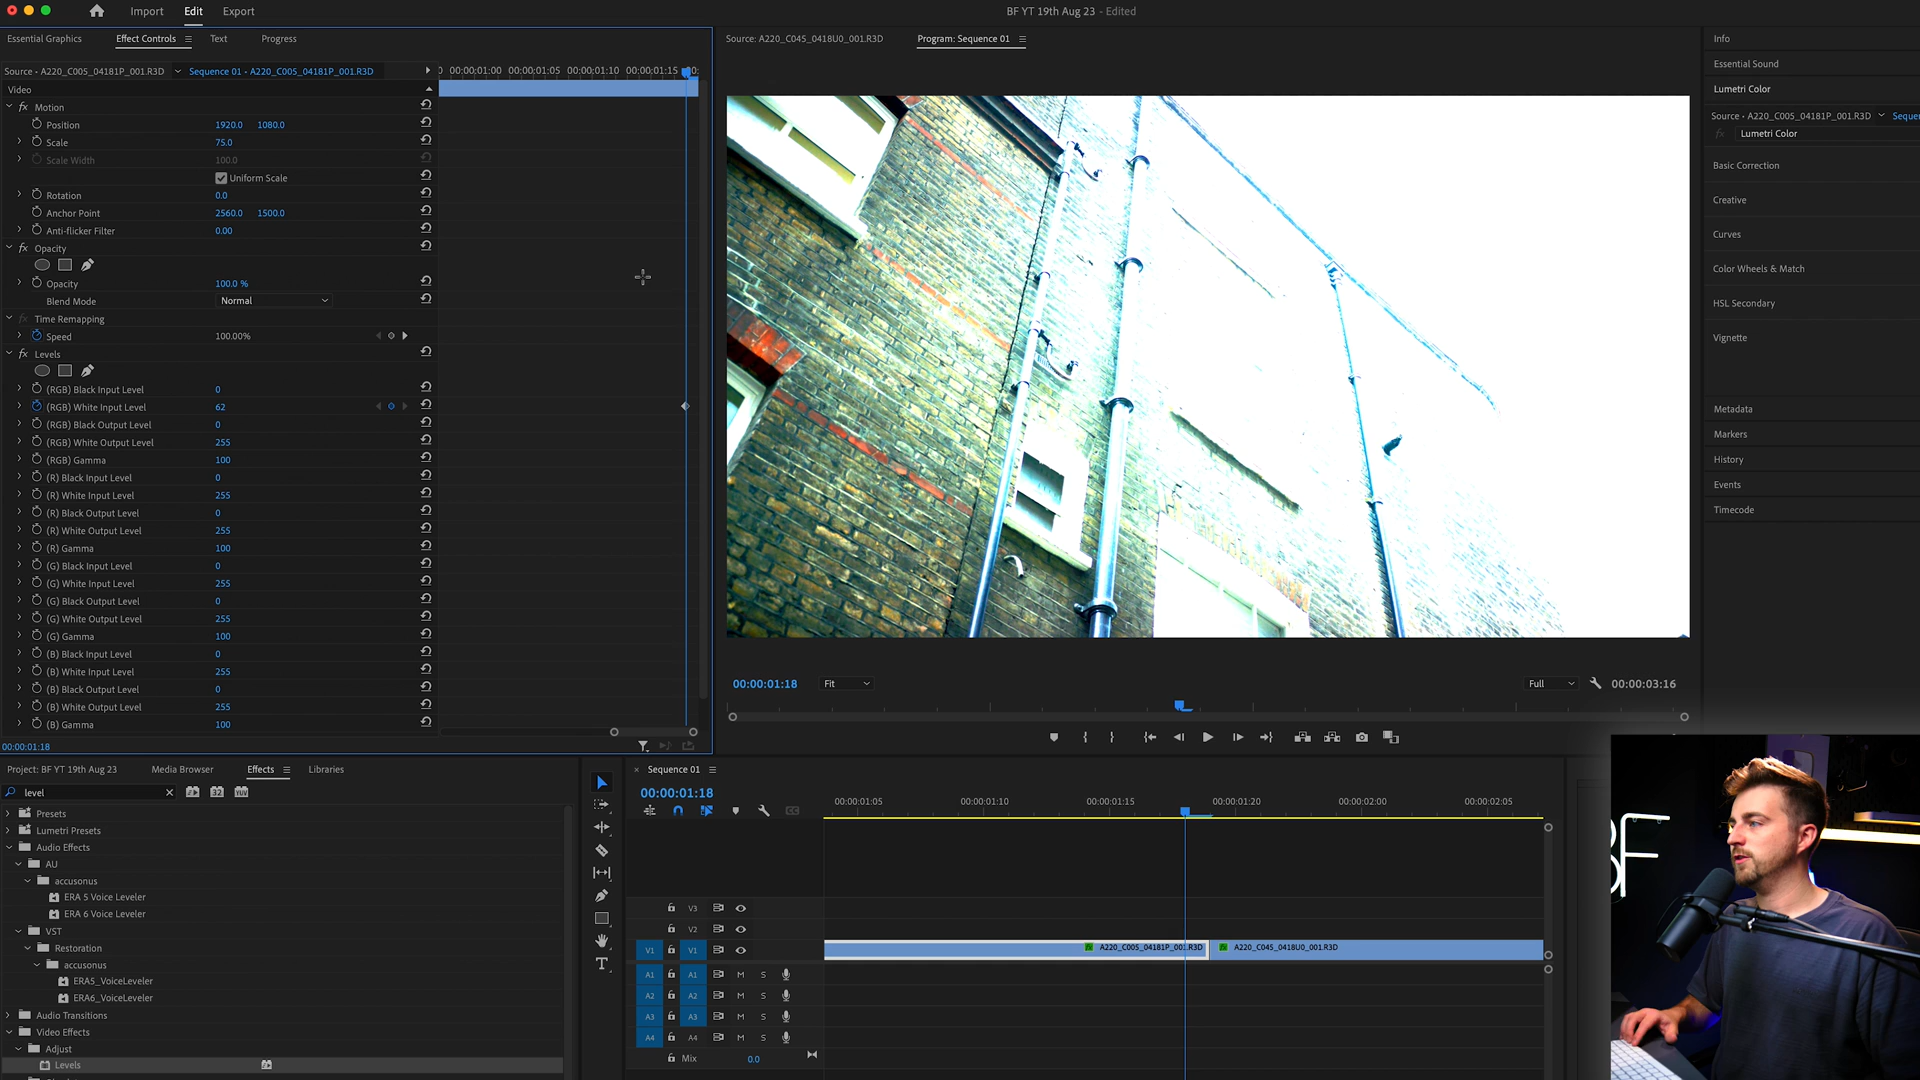 Import Edit Export BF YT 19th Aug 23 - Edited
Essential Graphics Effect Controls Text Progress
Source: A220_C045_0418U0_001.R3D Program: Sequence 01
Source • A220_C005_04181P_001.R3D Sequence 01 • A220_C005_04181P_001.R3D
0 00:00:01:00 00:00:01:05 00:00:01:10 00:00:01:15
Video
Motion
Position 1920.0 1080.0
Scale 75.0
Scale Width 100.0
Uniform Scale
Rotation 0.0
Anchor Point 2560.0 1500.0
Anti-flicker Filter 0.00
Opacity
Opacity 100.0 %
Blend Mode Normal
Time Remapping
Speed 100.00%
Levels
(RGB) Black Input Level 0
(RGB) White Input Level 62
(RGB) Black Output Level 0
(RGB) White Output Level 255
(RGB) Gamma 100
(R) Black Input Level 0
(R) White Input Level 255
(R) Black Output Level 0
(R) White Output Level 255
(R) Gamma 100
(G) Black Input Level 0
(G) White Input Level 255
(G) Black Output Level 0
(G) White Output Level 255
(G) Gamma 100
(B) Black Input Level 0
(B) White Input Level 255
(B) Black Output Level 0
(B) White Output Level 255
(B) Gamma 100
00:00:01:18
00:00:01:18 Fit Full 00:00:03:16
Info
Essential Sound
Lumetri Color
Source • A220_C005_04181P_001.R3D
fx Lumetri Color
Basic Correction
Creative
Curves
Color Wheels & Match
HSL Secondary
Vignette
Metadata
Markers
History
Events
Timecode
Project: BF YT 19th Aug 23 Media Browser Effects Libraries
level
Presets
Lumetri Presets
Audio Effects
AU
accusonus
ERA 5 Voice Leveler
ERA 6 Voice Leveler
VST
Restoration
accusonus
ERA5_VoiceLeveler
ERA6_VoiceLeveler
Audio Transitions
Video Effects
Adjust
Levels
Sequence 01
00:00:01:18
00:00:01:05 00:00:01:10 00:00:01:15 00:00:01:20 00:00:02:00 00:00:02:05
V3
V2
V1 V1 A220_C005_04181P_001.R3D A220_C045_0418U0_001.R3D
A1 A1 M S
A2 A2 M S
A3 A3 M S
A4 A4 M S
Mix 0.0
BF